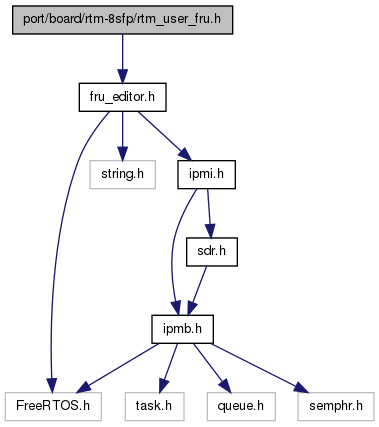 port/board/rtm-8sfp/rtm_user_fru.h
fru_editor.h
string.h
ipmi.h
sdr.h
ipmb.h
FreeRTOS.h
task.h
queue.h
semphr.h